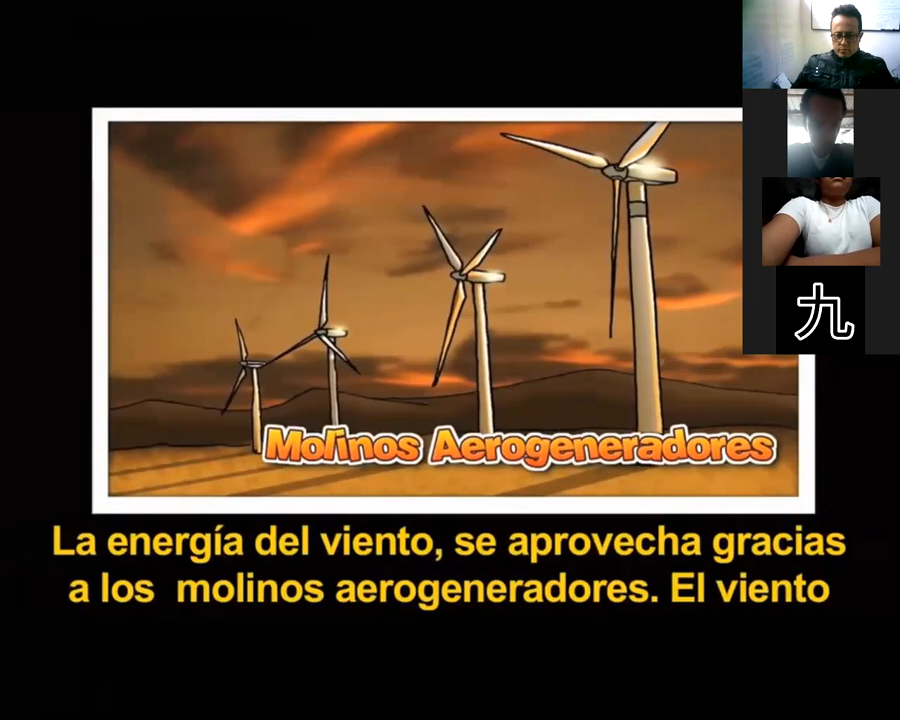 九
Molinos Aerogeneradores
La energía del viento, se aprovecha gracias
a los molinos aerogeneradores. El viento